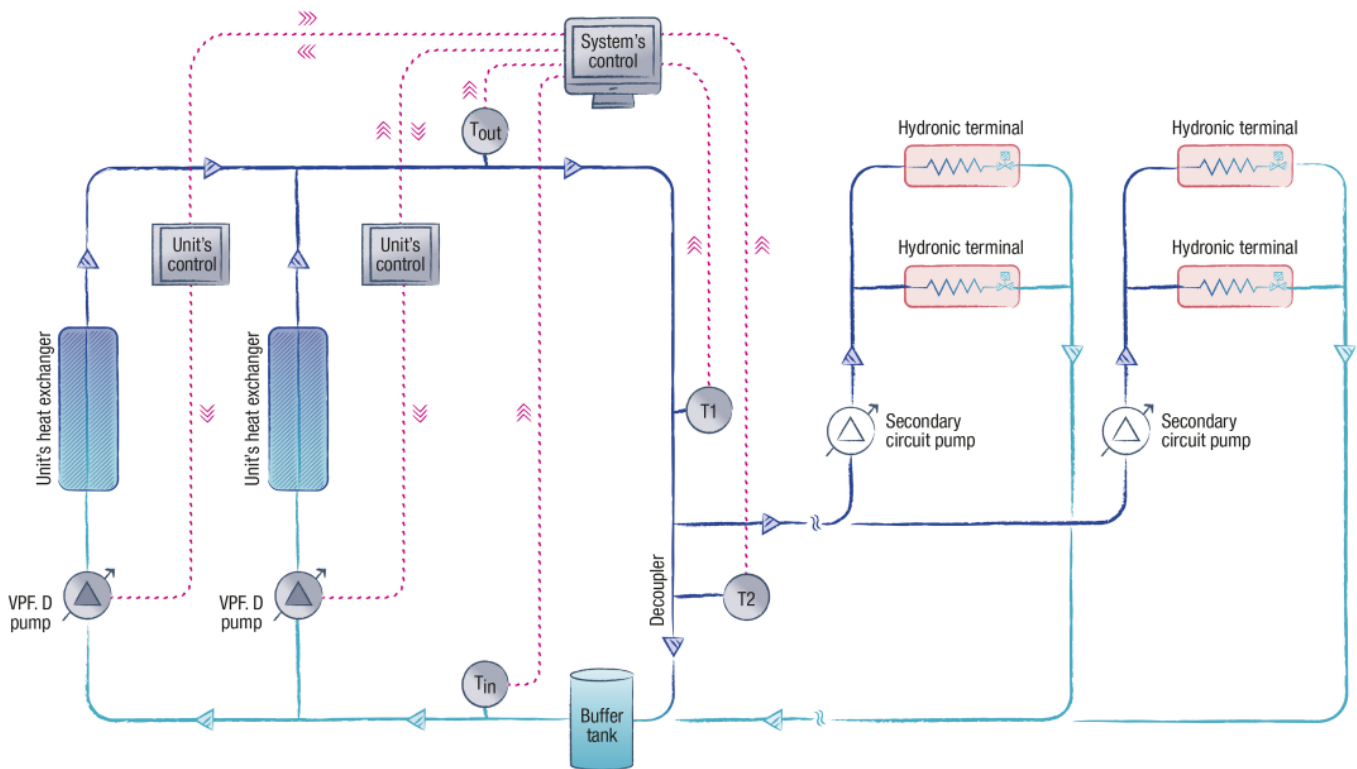 System's
control
Tout
Hydronic terminal
Hydronic terminal
Unit's
control
Unit's
control
Hydronic terminal
Hydronic terminal
Unit's heat exchanger
Unit's heat exchanger
T1
Secondary
circuit pump
Secondary
circuit pump
Decoupler
VPF. D
pump
VPF. D
pump
T2
Tin
Buffer
tank